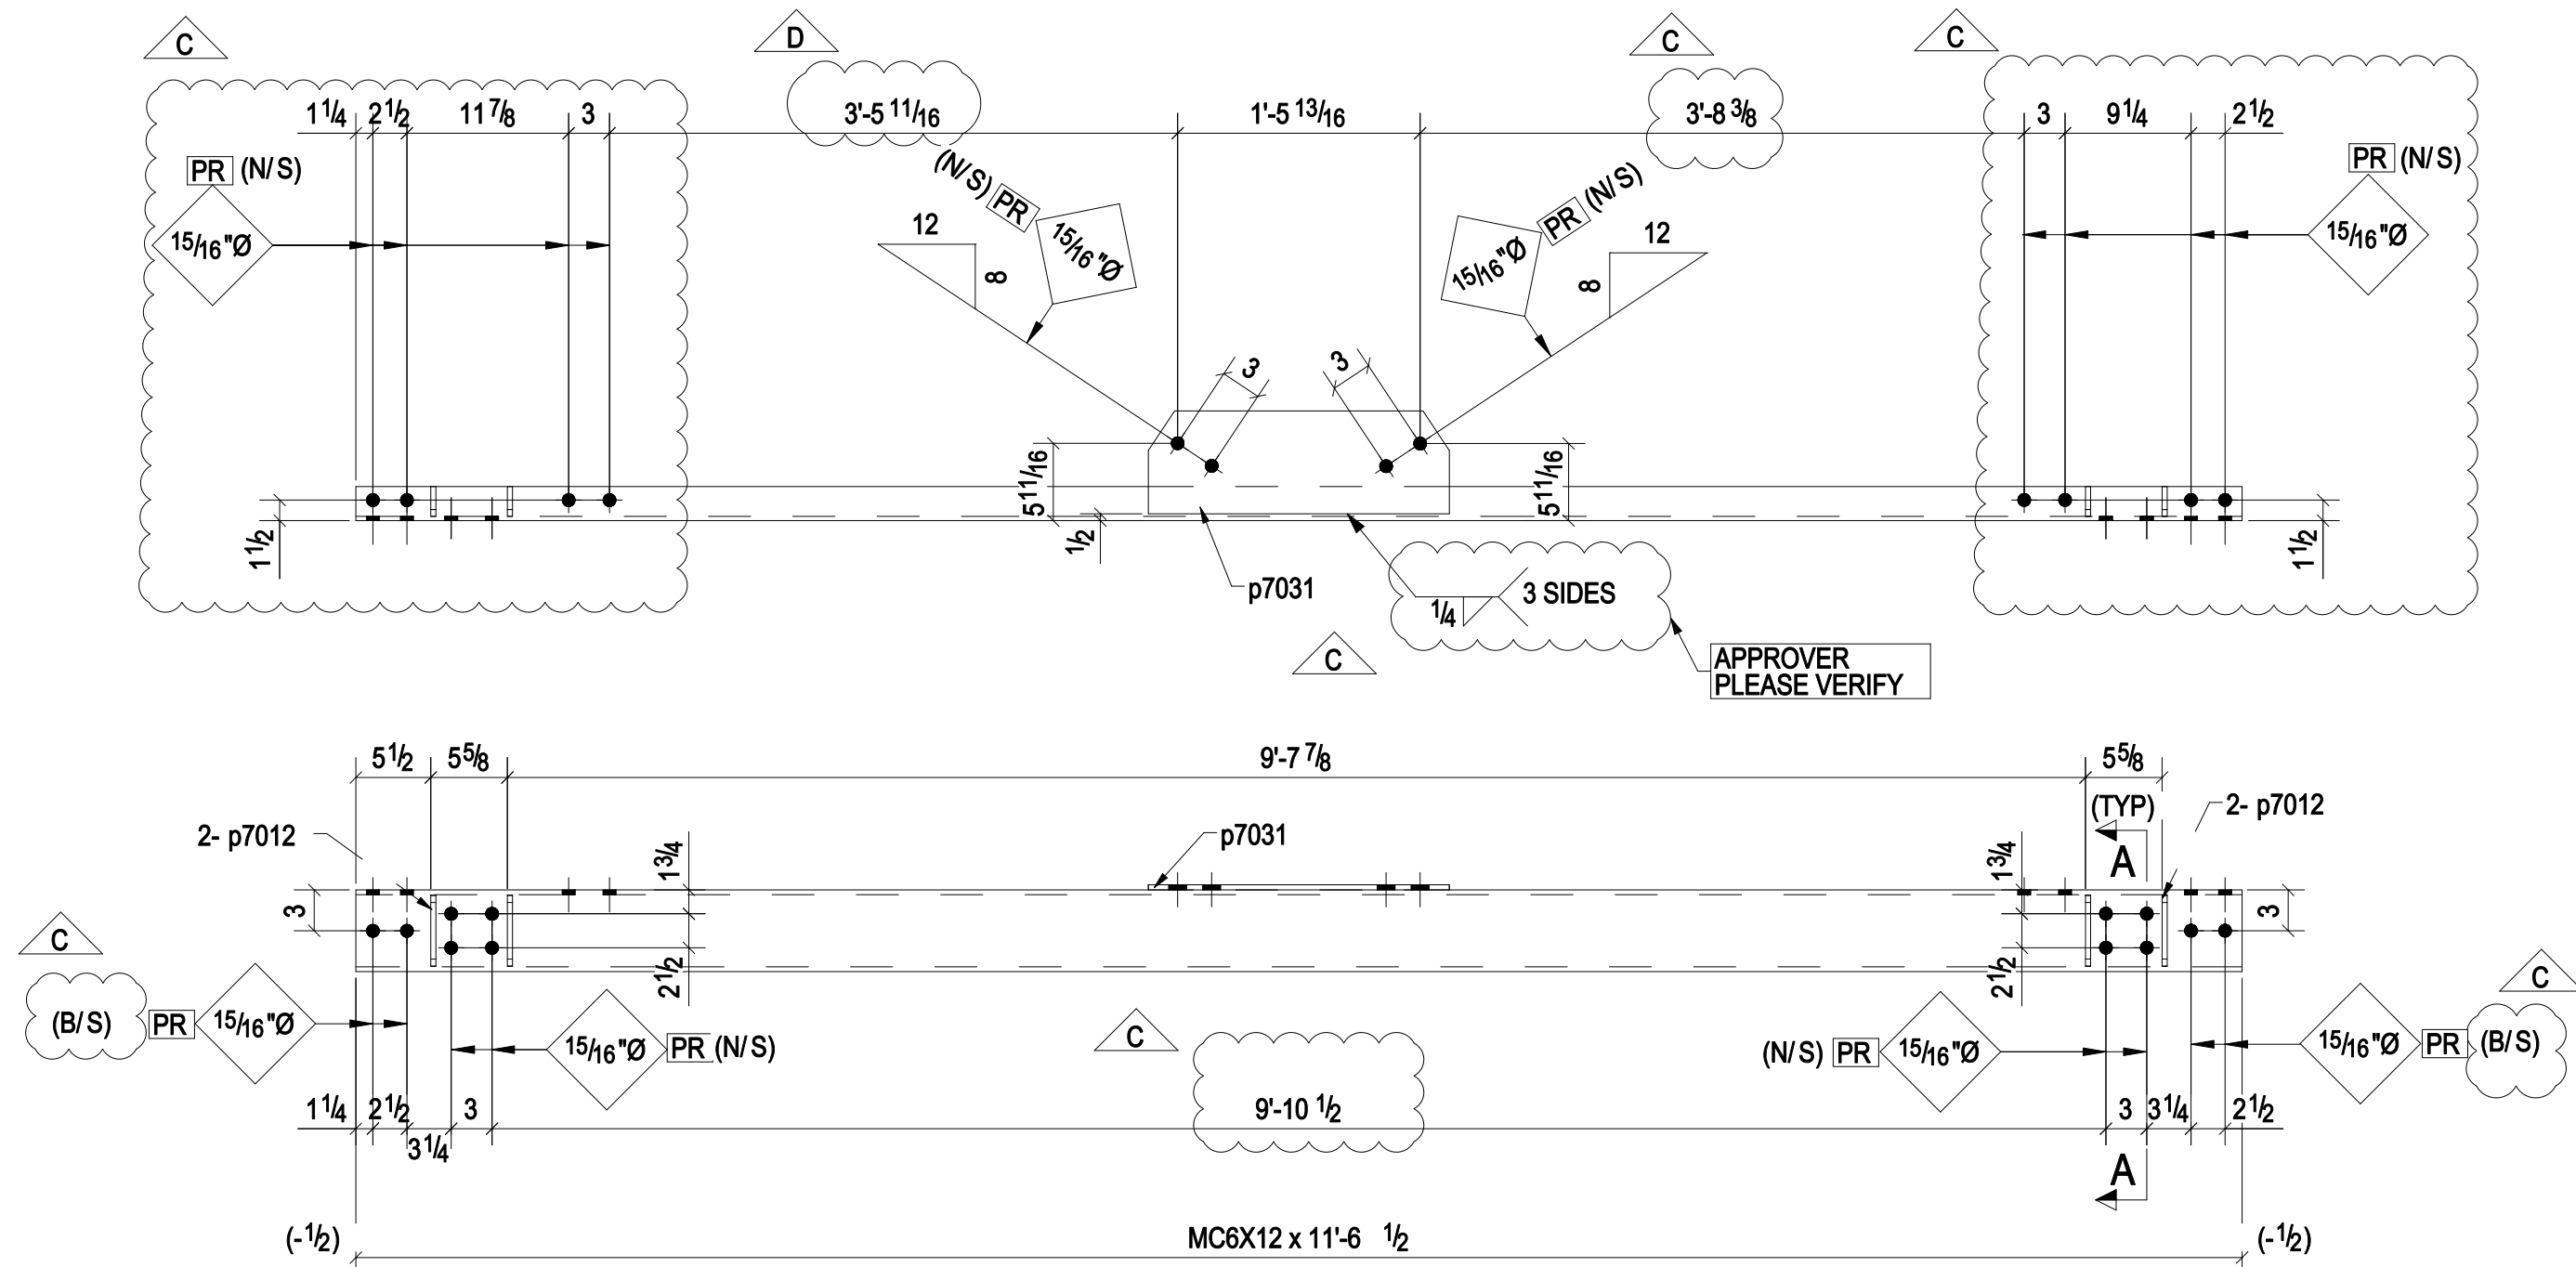 C
D
C
C
1 1/4
2 1/2
11 7/8
3
3'-5 11/16
1'-5 13/16
3'-8 3/8
3
9 1/4
2 1/2
PR (N/S)
15/16"Ø
(N/S) PR
15/16"Ø
12
8
PR (N/S)
15/16"Ø
12
8
PR (N/S)
15/16"Ø
3
3
5 11/16
5 11/16
1 1/2
1/2
1 1/2
p7031
1/4
3 SIDES
C
APPROVER
PLEASE VERIFY
5 1/2
5 5/8
9'-7 7/8
5 5/8
(TYP)
2- p7012
p7031
2- p7012
1 3/4
1 3/4
A
3
3
C
2 1/2
2 1/2
C
(B/S) PR 15/16"Ø
15/16"Ø PR (N/S)
C
(N/S) PR 15/16"Ø
15/16"Ø PR (B/S)
1 1/4
2 1/2
3 1/4
3
9'-10 1/2
3
3 1/4
2 1/2
A
(-1/2)
MC6X12 x 11'-6 1/2
(-1/2)